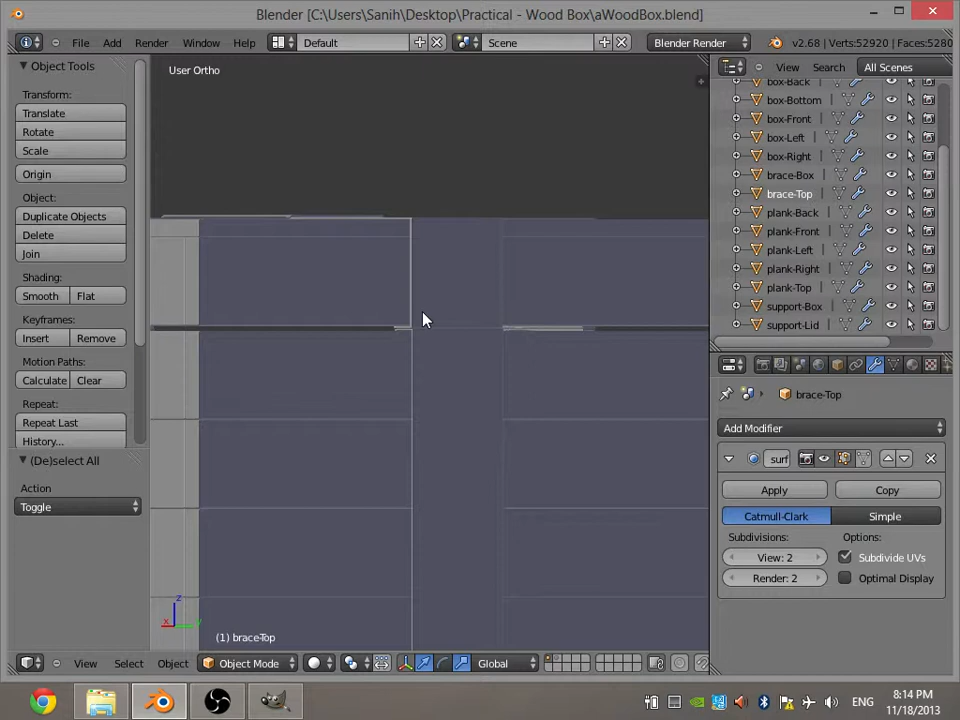 Blender [C:\Users\Sanih\Desktop\Practical - Wood Box\aWoodBox.blend]
File Add Render Window Help Default Scene Blender Render v2.68 | Verts:52920 | Faces:5280
Object Tools
Transform:
Translate
Rotate
Scale
Origin
Object:
Duplicate Objects
Delete
Join
Shading:
Smooth Flat
Keyframes:
Insert Remove
Motion Paths:
Calculate Clear
Repeat:
Repeat Last
History...
(De)select All
Action
Toggle
User Ortho
x z y
(1) brace-Top
View Select Object Object Mode Global
View Search All Scenes
box-Back
box-Bottom
box-Front
box-Left
box-Right
brace-Box
brace-Top
plank-Back
plank-Front
plank-Left
plank-Right
plank-Top
support-Box
support-Lid
brace-Top
Add Modifier
surf
Apply Copy
Catmull-Clark Simple
Subdivisions: Options:
View: 2 Subdivide UVs
Render: 2 Optimal Display
ENG 8:14 PM
11/18/2013